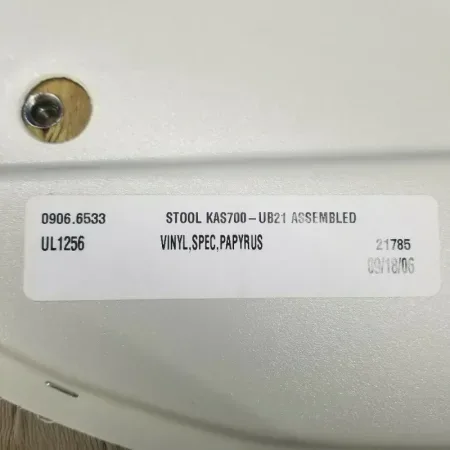 0906.6533 STOOL KAS700-UB21 ASSEMBLED
UL1256 VINYL,SPEC,PAPYRUS 21785
09/18/06